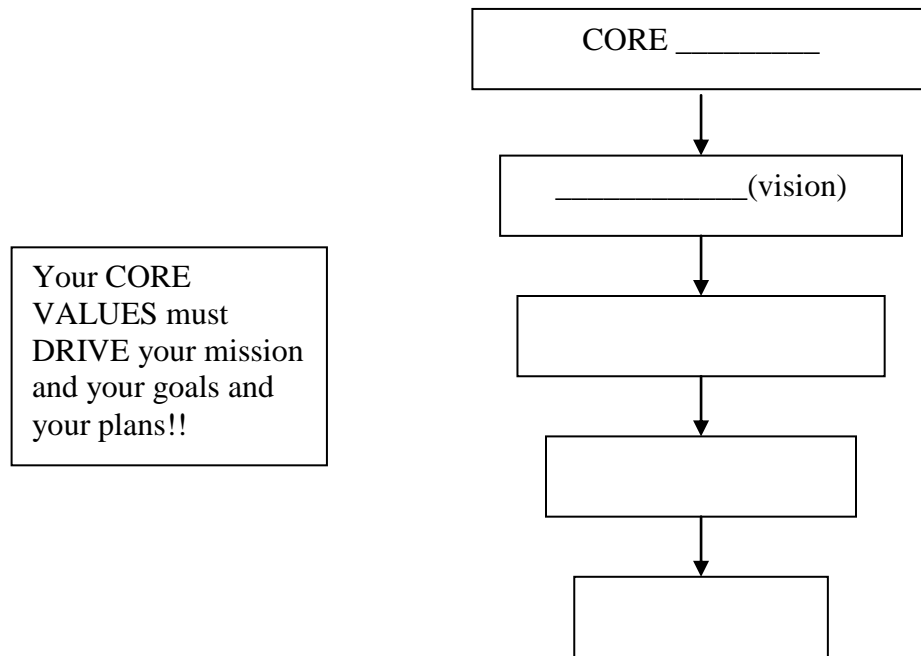 CORE _________
____________(vision)
Your CORE
VALUES must
DRIVE your mission
and your goals and
your plans!!